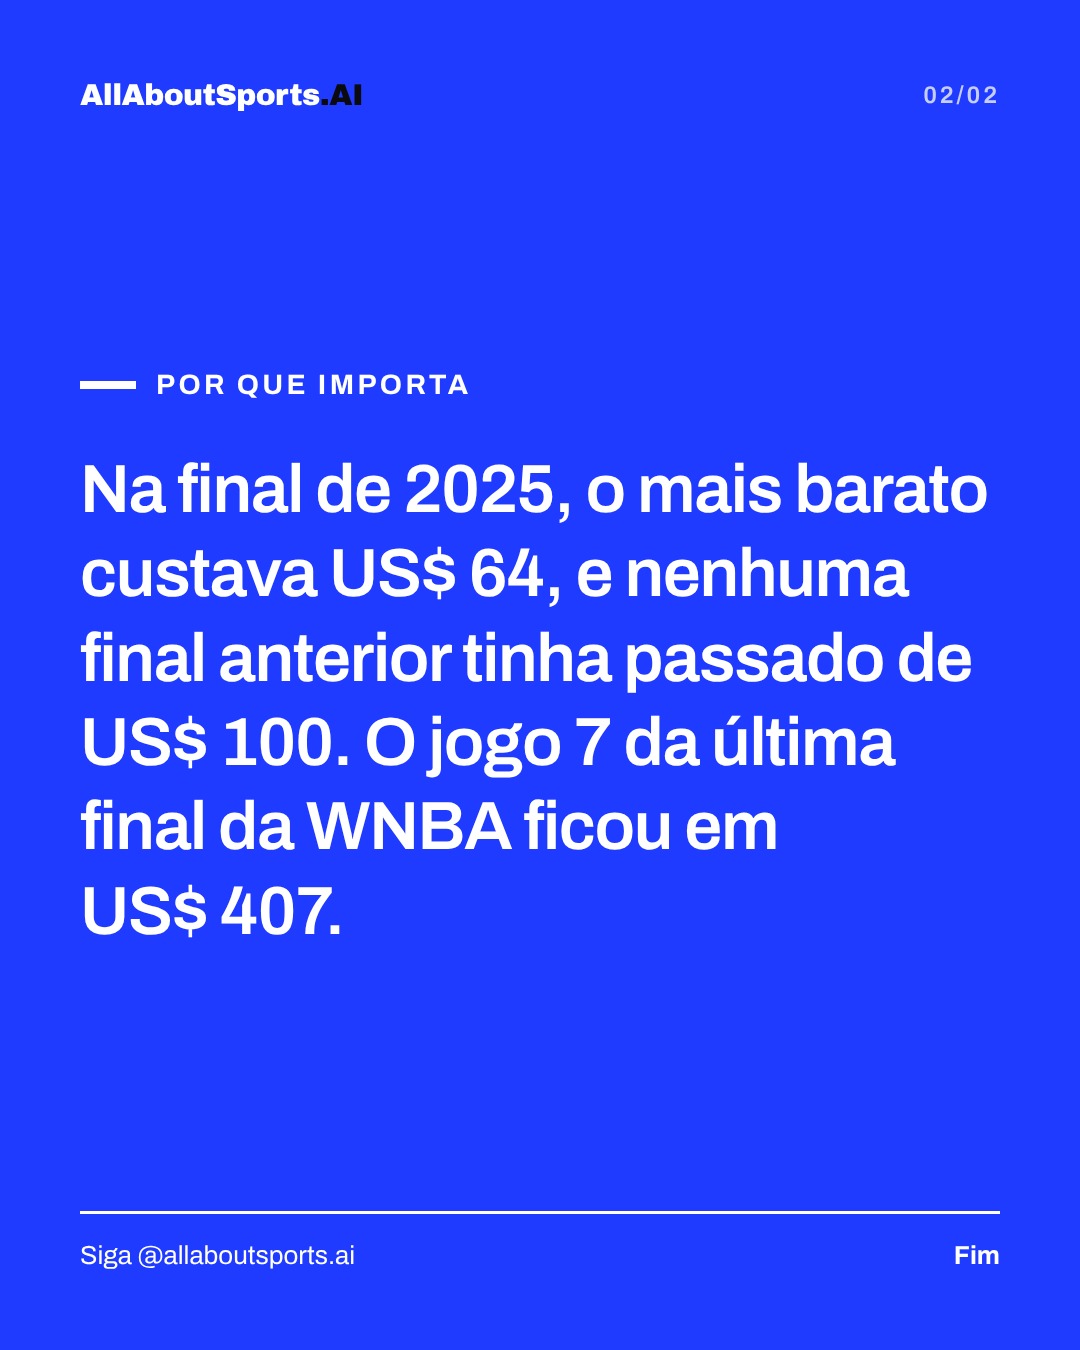 AllAboutSports.AI
02/02
POR QUE IMPORTA
Na final de 2025, o mais barato
custava US$ 64, e nenhuma
final anterior tinha passado de
US$ 100. O jogo 7 da última
final da WNBA ficou em
US$ 407.
Siga @allaboutsports.ai
Fim